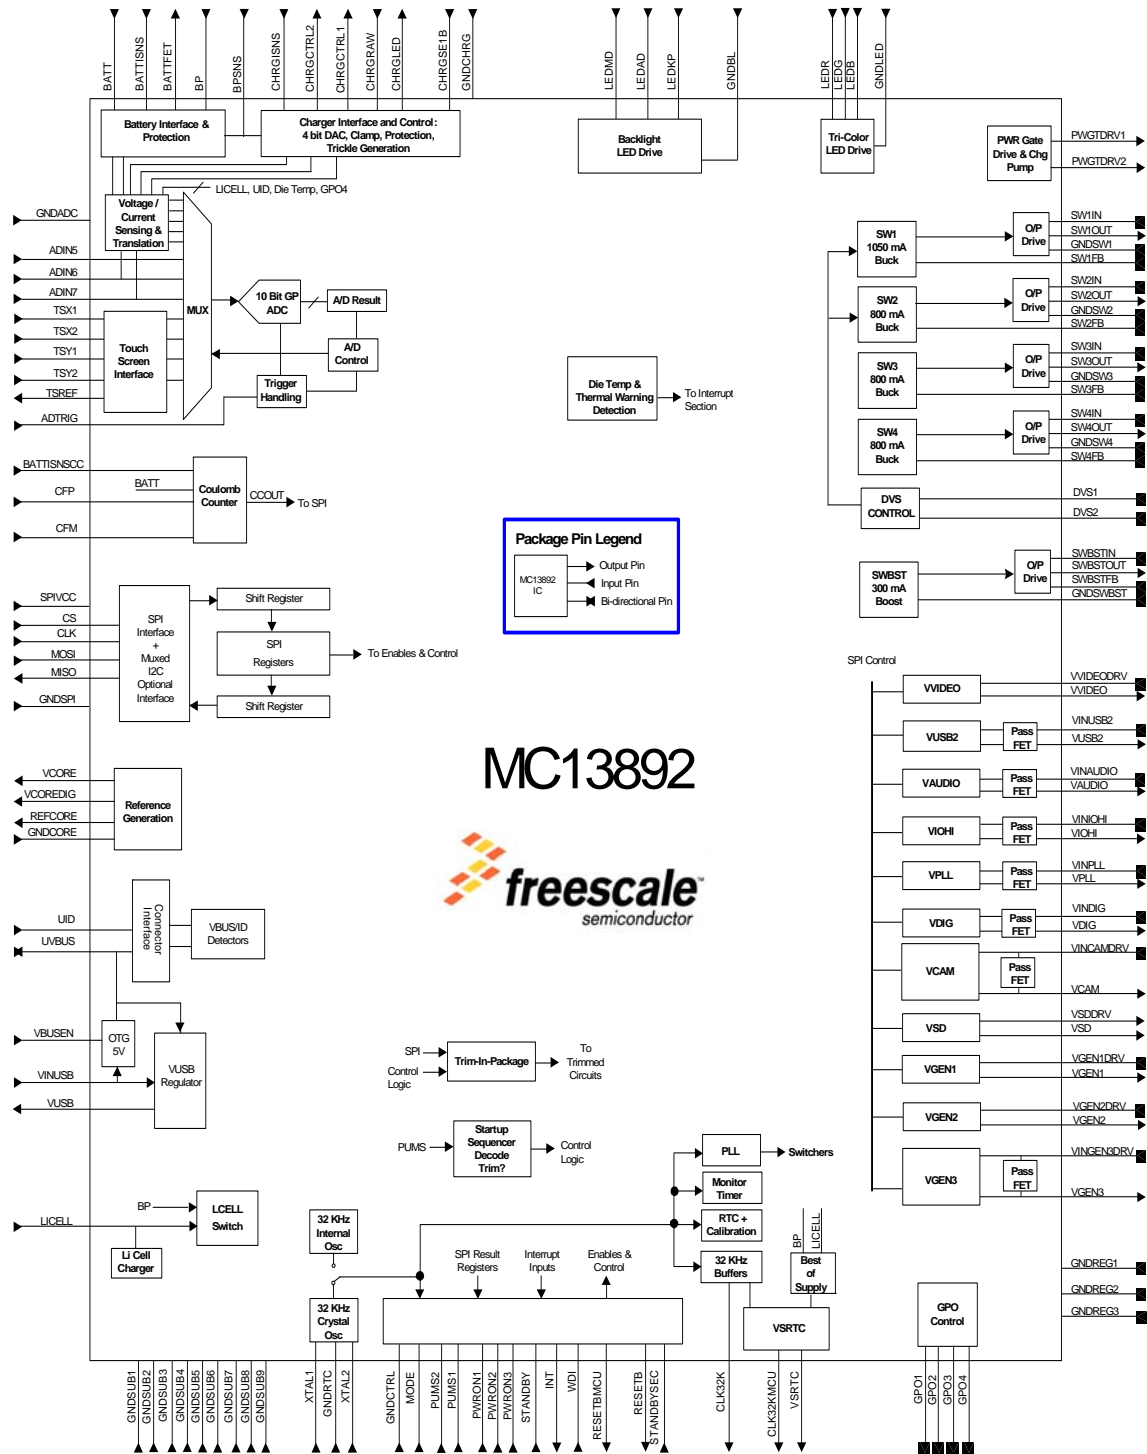 BATT
BATTISNS
BATTFET
BP
BPSNS
CHRGISNS
CHRGCTRL2
CHRGCTRL1
CHRGRAW
CHRGLED
CHRGSE1B
GNDCHRG
LEDMD
LEDAD
LEDKP
GNDBL
LEDR
LEDG
LEDB
GNDLED
Battery Interface &
Protection
Charger Interface and Control:
4 bit DAC, Clamp, Protection,
Trickle Generation
Backlight
LED Drive
Tri-Color
LED Drive
PWR Gate
Drive & Chg
Pump
PWGTDRV1
PWGTDRV2
LICELL, UID, Die Temp, GPO4
Voltage /
Current
Sensing &
Translation
GNDADC
ADIN5
ADIN6
ADIN7
TSX1
TSX2
TSY1
TSY2
TSREF
ADTRIG
MUX
10 Bit GP
ADC
A/D Result
A/D
Control
Trigger
Handling
Touch
Screen
Interface
Die Temp &
Thermal Warning
Detection
To Interrupt
Section
SW1
1050 mA
Buck
O/P
Drive
SW1IN
SW1OUT
GNDSW1
SW1FB
SW2
800 mA
Buck
O/P
Drive
SW2IN
SW2OUT
GNDSW2
SW2FB
SW3
800 mA
Buck
O/P
Drive
SW3IN
SW3OUT
GNDSW3
SW3FB
SW4
800 mA
Buck
O/P
Drive
SW4IN
SW4OUT
GNDSW4
SW4FB
DVS
CONTROL
DVS1
DVS2
SWBST
300 mA
Boost
O/P
Drive
SWBSTIN
SWBSTOUT
SWBSTFB
GNDSWBST
BATTISNSCC
CFP
CFM
BATT
Coulomb
Counter
CCOUT
To SPI
Package Pin Legend
MC13892
IC
Output Pin
Input Pin
Bi-directional Pin
SPIVCC
CS
CLK
MOSI
MISO
GNDSPI
SPI
Interface
+
Muxed
I2C
Optional
Interface
Shift Register
SPI
Registers
Shift Register
To Enables & Control
SPI Control
VVIDEO
VVIDEODRV
VVIDEO
VUSB2
Pass
FET
VINUSB2
VUSB2
VAUDIO
Pass
FET
VINAUDIO
VAUDIO
VIOHI
Pass
FET
VINIOHI
VIOHI
VPLL
Pass
FET
VINPLL
VPLL
VDIG
Pass
FET
VINDIG
VDIG
VCAM
Pass
FET
VINCAMDRV
VCAM
VSD
VSDDRV
VSD
VGEN1
VGEN1DRV
VGEN1
VGEN2
VGEN2DRV
VGEN2
VGEN3
Pass
FET
VINGEN3DRV
VGEN3
MC13892
freescale™
semiconductor
VCORE
VCOREDIG
REFCORE
GNDCORE
Reference
Generation
UID
UVBUS
Connector
Interface
VBUS/ID
Detectors
VBUSEN
VINUSB
VUSB
OTG
5V
VUSB
Regulator
SPI
Control
Logic
Trim-In-Package
To
Trimmed
Circuits
PUMS
Startup
Sequencer
Decode
Trim?
Control
Logic
LICELL
BP
LCELL
Switch
Li Cell
Charger
32 KHz
Internal
Osc
32 KHz
Crystal
Osc
SPI Result
Registers
Interrupt
Inputs
Enables &
Control
PLL
Switchers
Monitor
Timer
RTC +
Calibration
32 KHz
Buffers
BP
LICELL
Best
of
Supply
VSRTC
GPO
Control
GNDREG1
GNDREG2
GNDREG3
GNDSUB1
GNDSUB2
GNDSUB3
GNDSUB4
GNDSUB5
GNDSUB6
GNDSUB7
GNDSUB8
GNDSUB9
XTAL1
GNDRTC
XTAL2
GNDCTRL
MODE
PUMS2
PUMS1
PWRON1
PWRON2
PWRON3
STANDBY
INT
WDI
RESETBMCU
RESETB
STANDBYSEC
CLK32K
CLK32KMCU
VSRTC
GPO1
GPO2
GPO3
GPO4